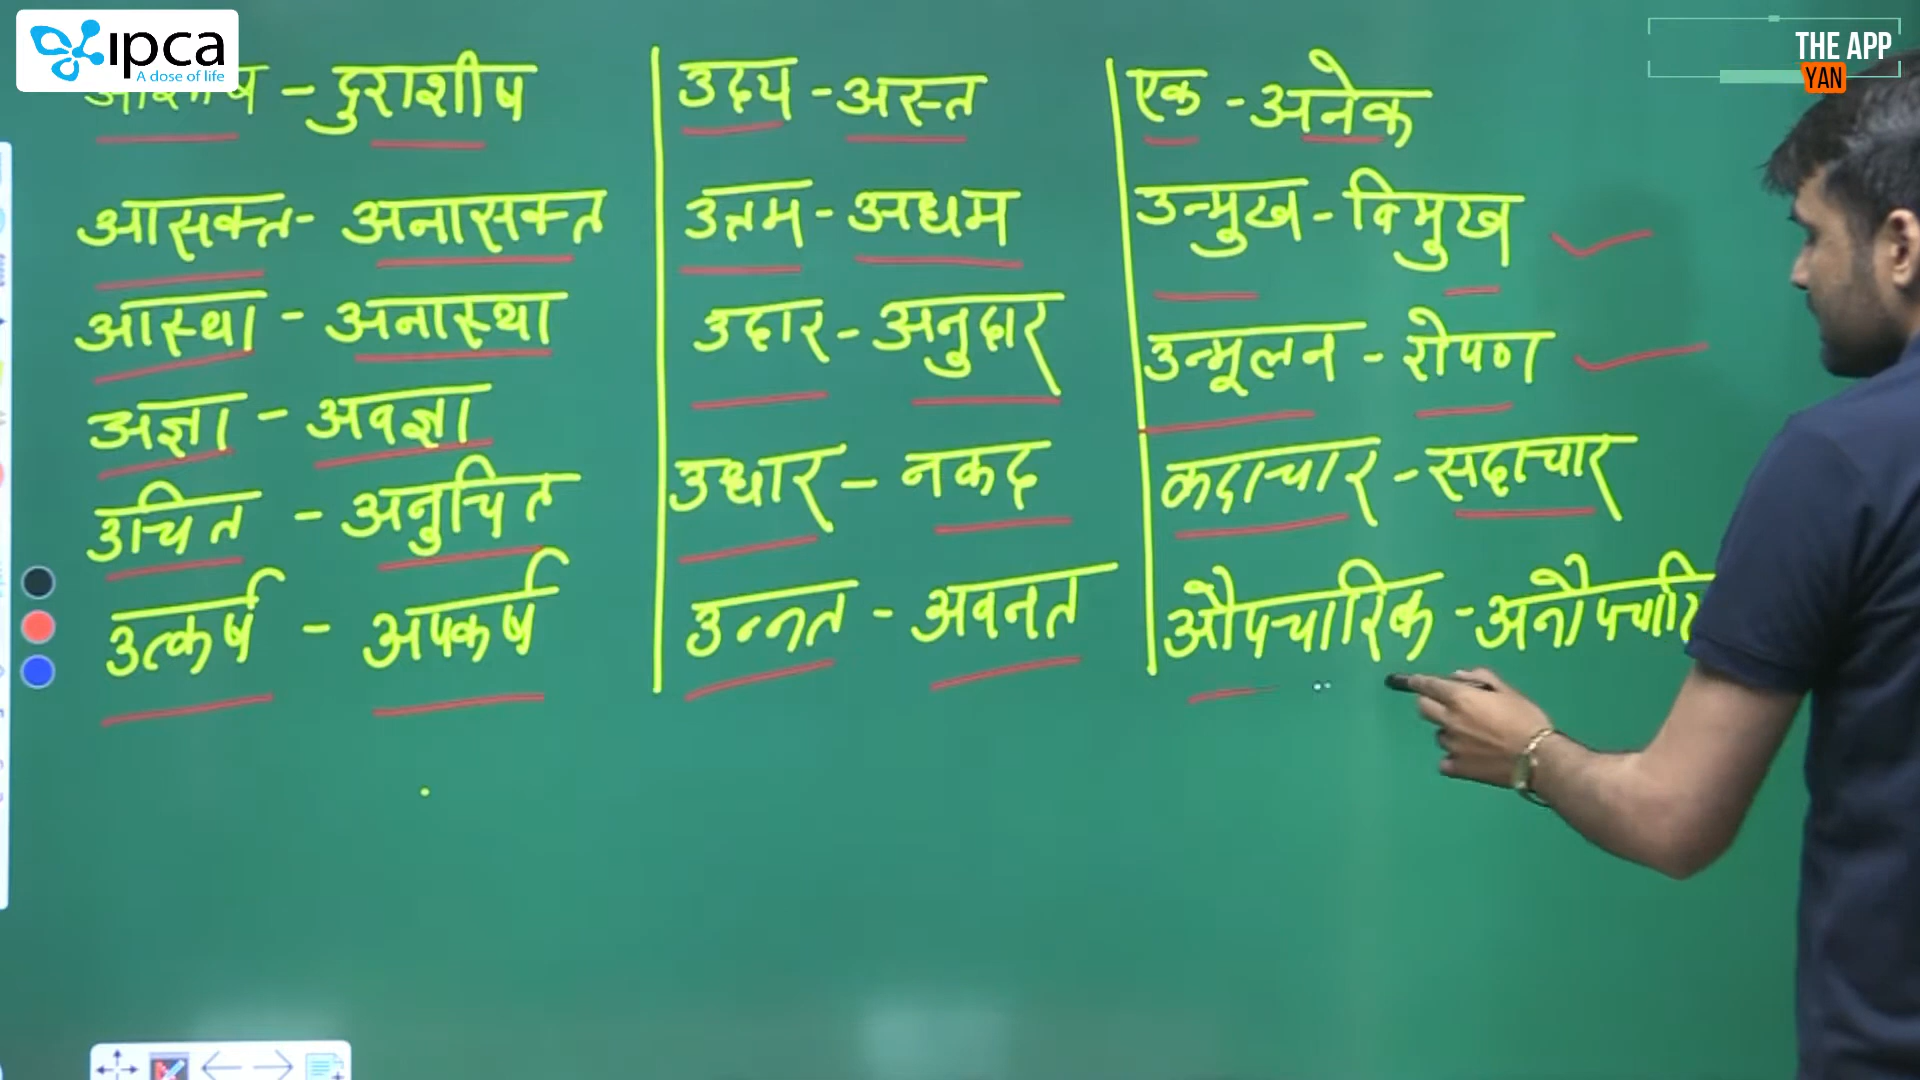 ipca
A dose of life
THE APP
YAN
- दुराशीष
आसक्त - अनासक्त
आस्था - अनास्था
अज्ञा - अवज्ञा
उचित - अनुचित
उत्कर्ष - अपकर्ष
उदय - अस्त
उत्तम - अधम
उदार - अनुदार
उधार - नकद
उन्नत - अवनत
एक - अनेक
उन्मुख - विमुख
उन्मूलन - रोपण
कदाचार - सदाचार
औपचारिक -